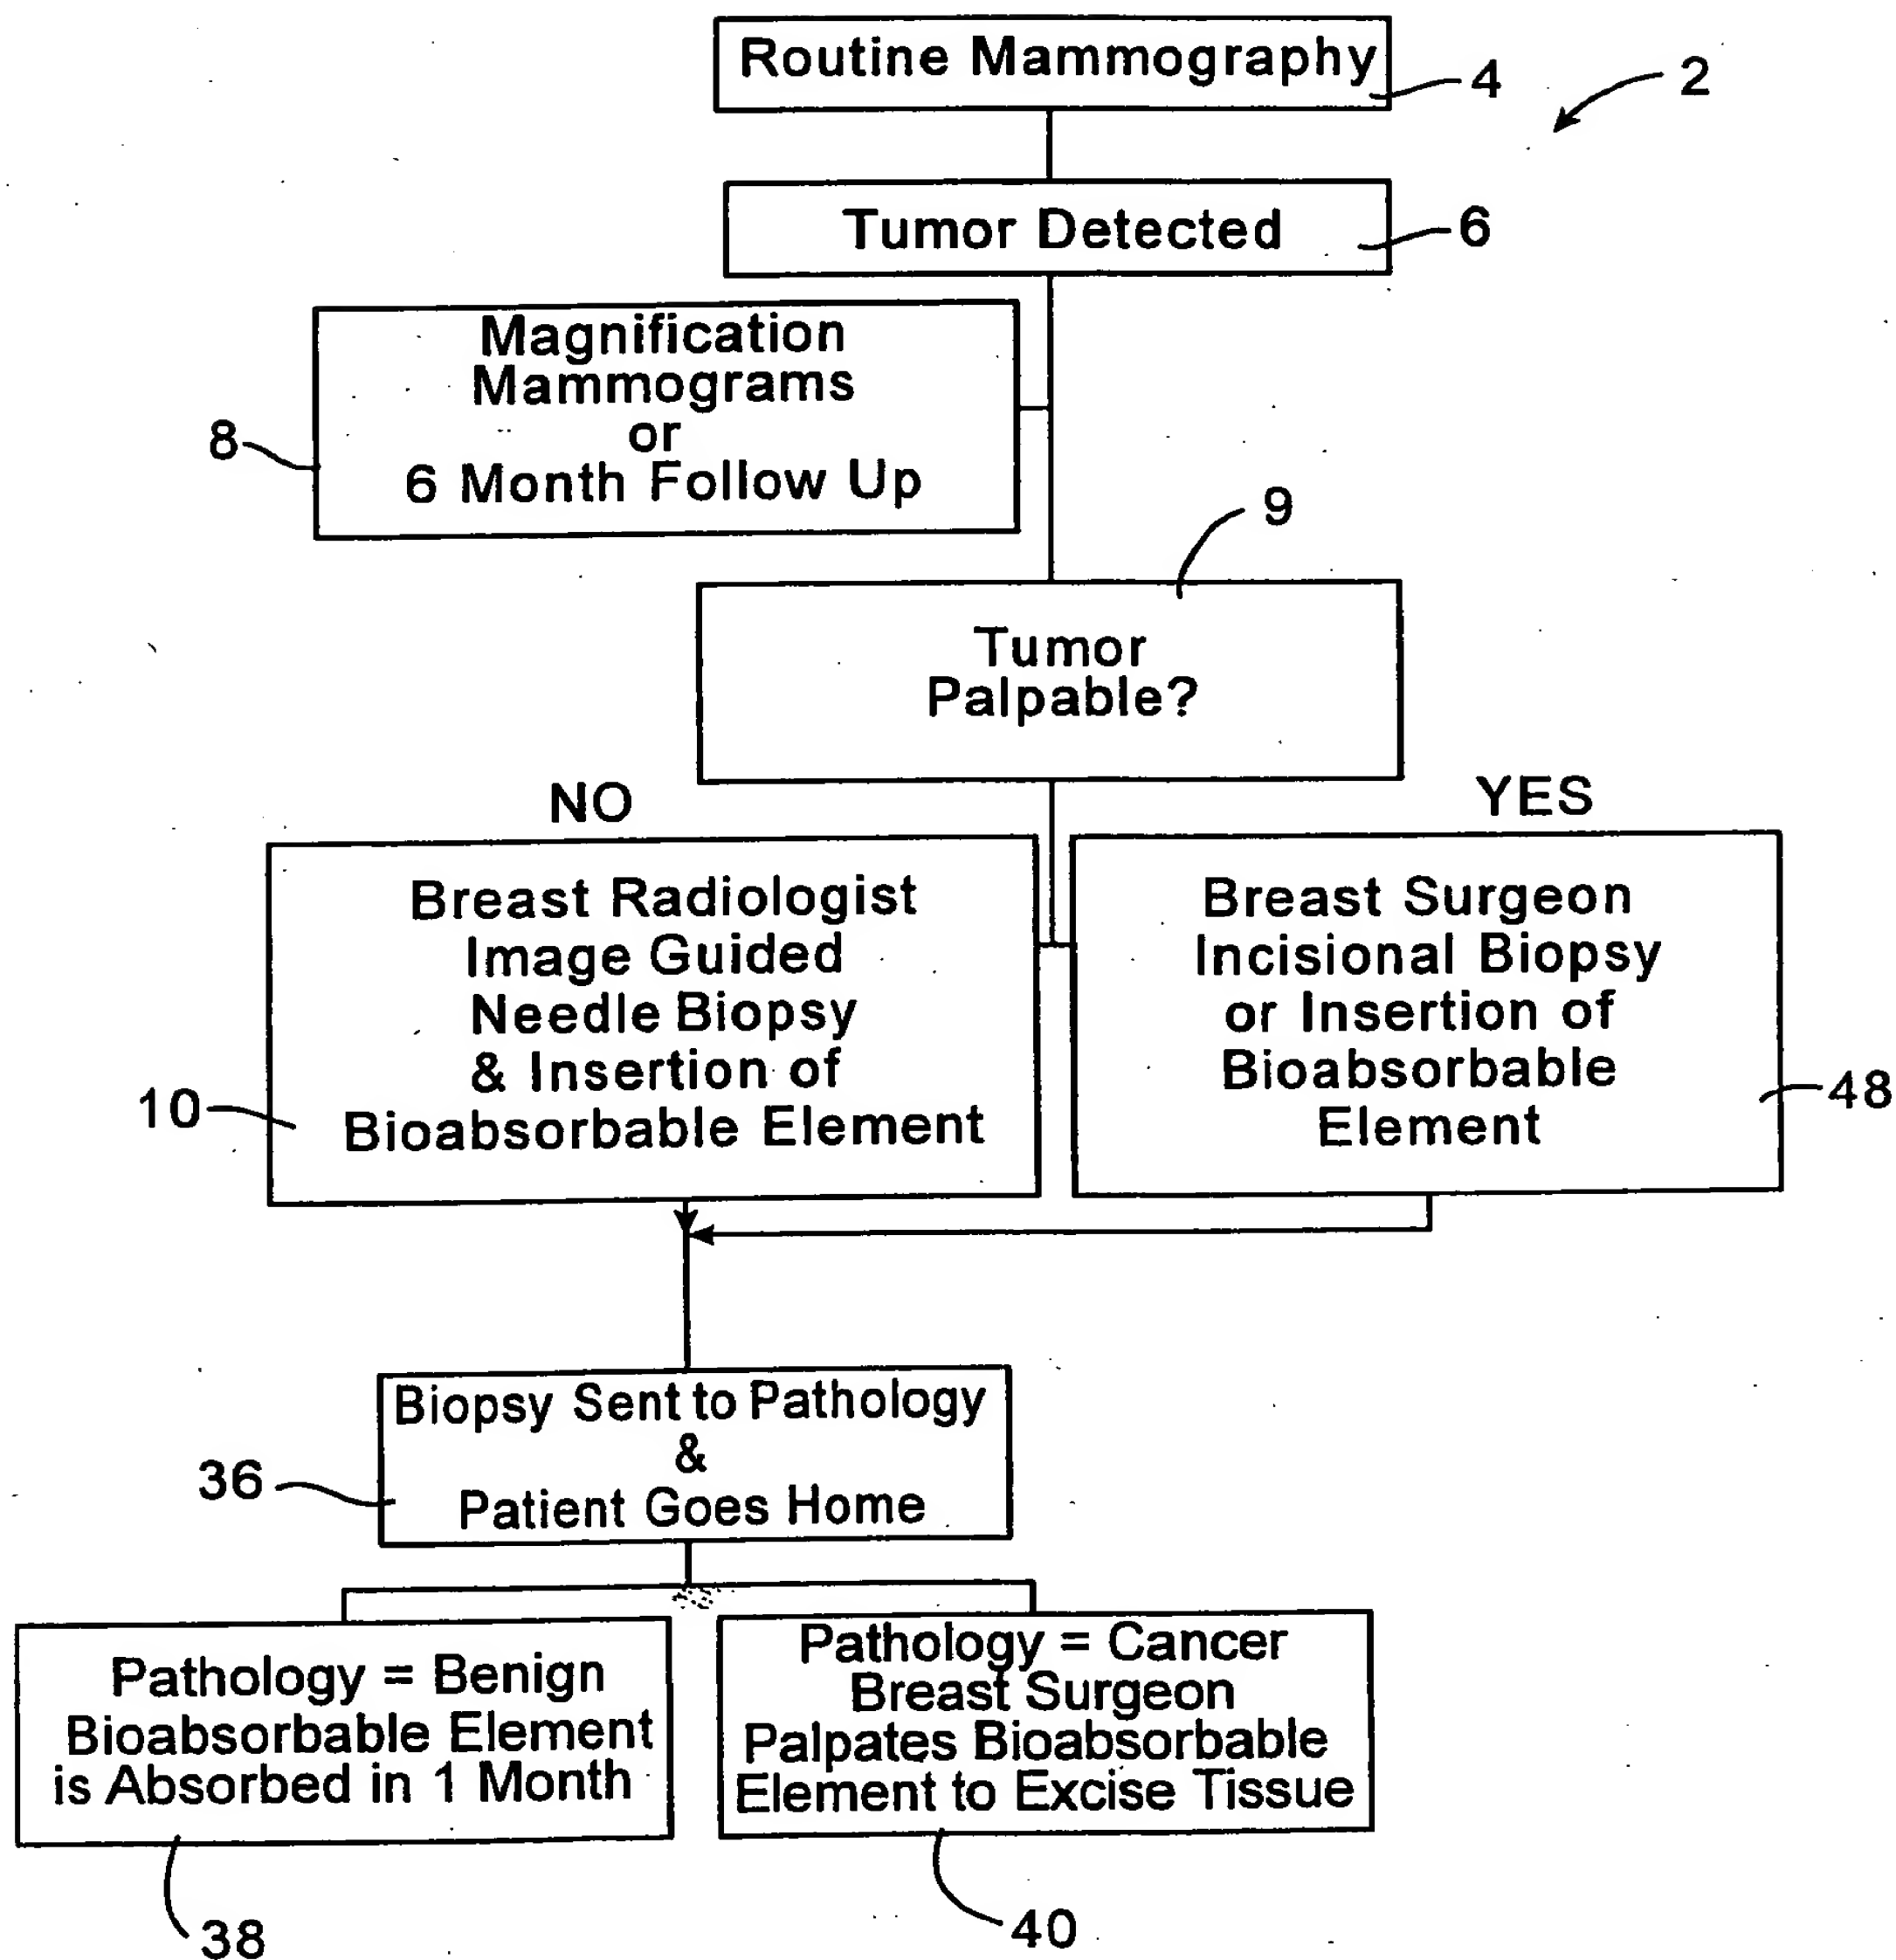 Routine Mammography
4
2
Tumor Detected
6
Magnification
Mammograms
or
6 Month Follow Up
8
9
Tumor
Palpable?
NO
YES
Breast Radiologist
Image Guided
Needle Biopsy
& Insertion of
Bioabsorbable Element
10
Breast Surgeon
Incisional Biopsy
or Insertion of
Bioabsorbable
Element
48
Biopsy Sent to Pathology
&
Patient Goes Home
36
Pathology = Benign
Bioabsorbable Element
is Absorbed in 1 Month
38
Pathology = Cancer
Breast Surgeon
Palpates Bioabsorbable
Element to Excise Tissue
40